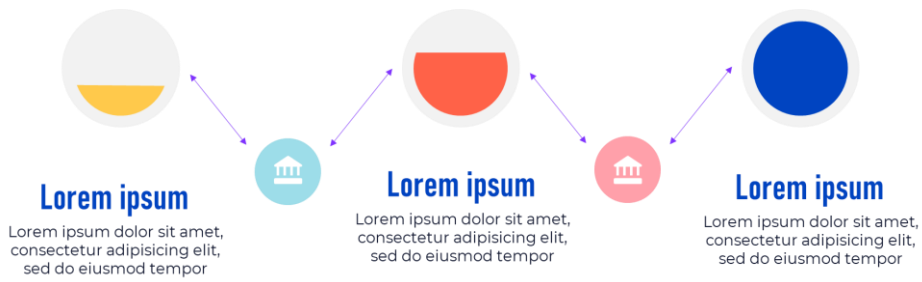 Lorem ipsum
Lorem ipsum dolor sit amet,
consectetur adipisicing elit,
sed do eiusmod tempor
Lorem ipsum
Lorem ipsum dolor sit amet,
consectetur adipisicing elit,
sed do eiusmod tempor
Lorem ipsum
Lorem ipsum dolor sit amet,
consectetur adipisicing elit,
sed do eiusmod tempor